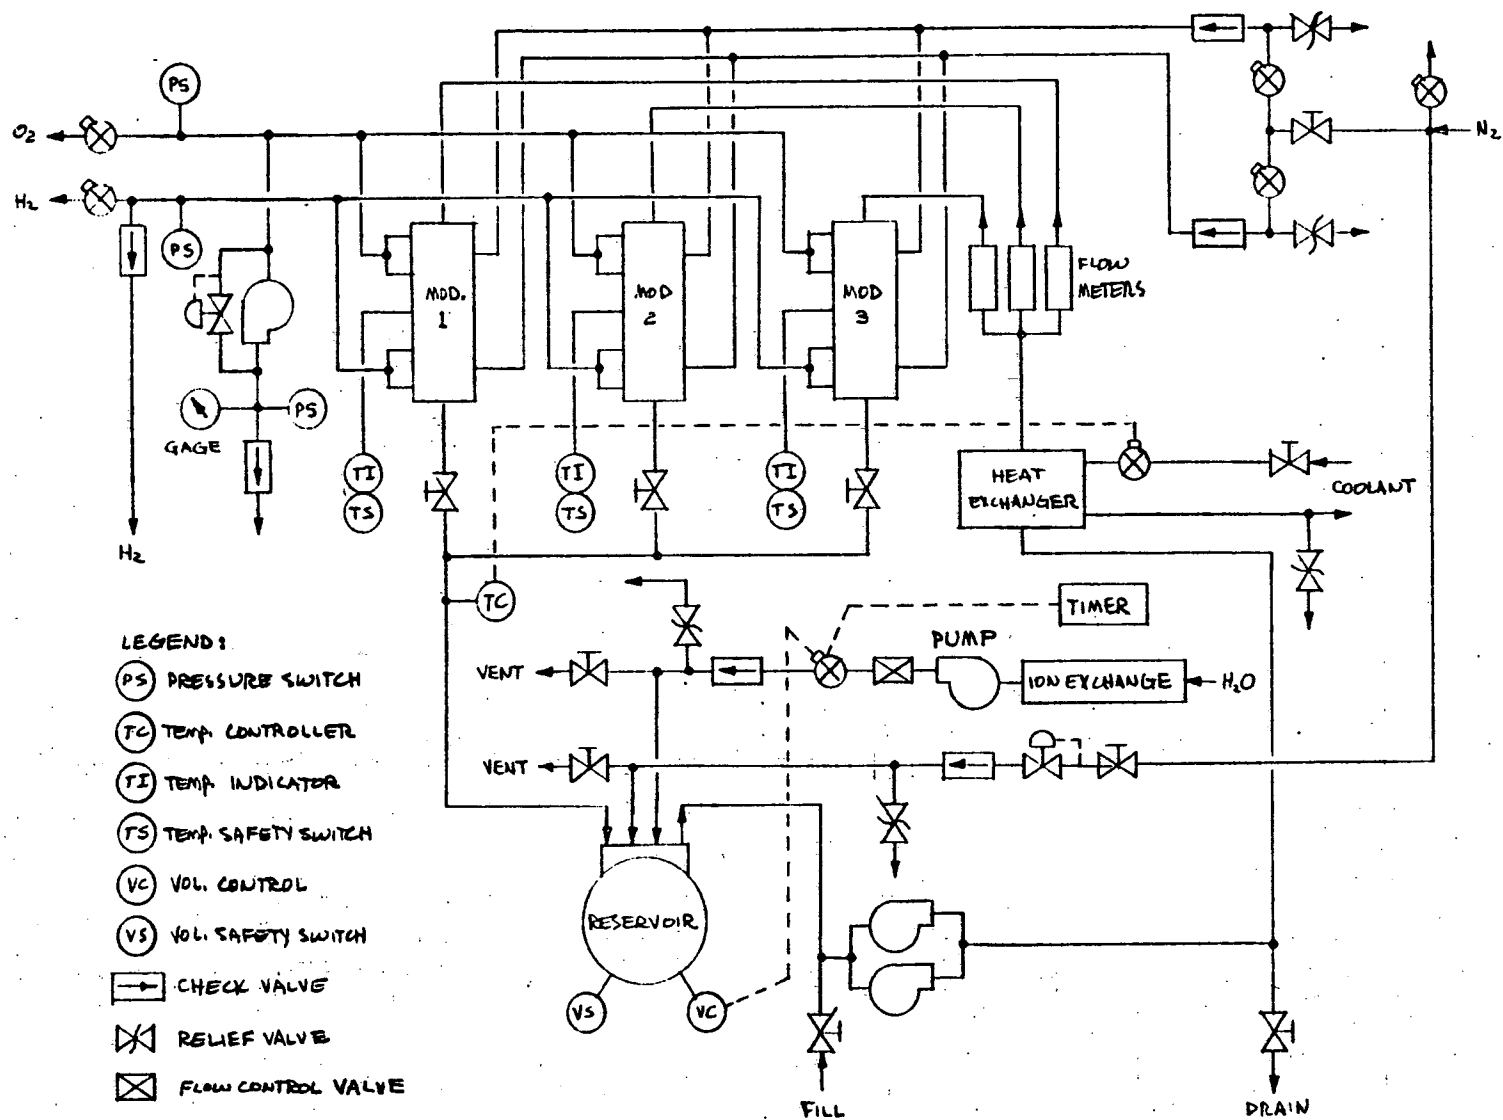 PS
O2
N2
H2
PS
MOD.
1
MOD
2
MOD
3
FLOW
METERS
PS
GAGE
TI
TS
TI
TS
TI
TS
HEAT
EXCHANGER
COOLANT
H2
TC
TIMER
LEGEND:
PUMP
VENT
ION EXCHANGE
H2O
PS PRESSURE SWITCH
TC TEMP. CONTROLLER
VENT
TI TEMP. INDICATOR
TS TEMP. SAFETY SWITCH
VC VOL. CONTROL
RESERVOIR
VS VOL. SAFETY SWITCH
CHECK VALVE
VS
VC
RELIEF VALVE
FLOW CONTROL VALVE
FILL
DRAIN